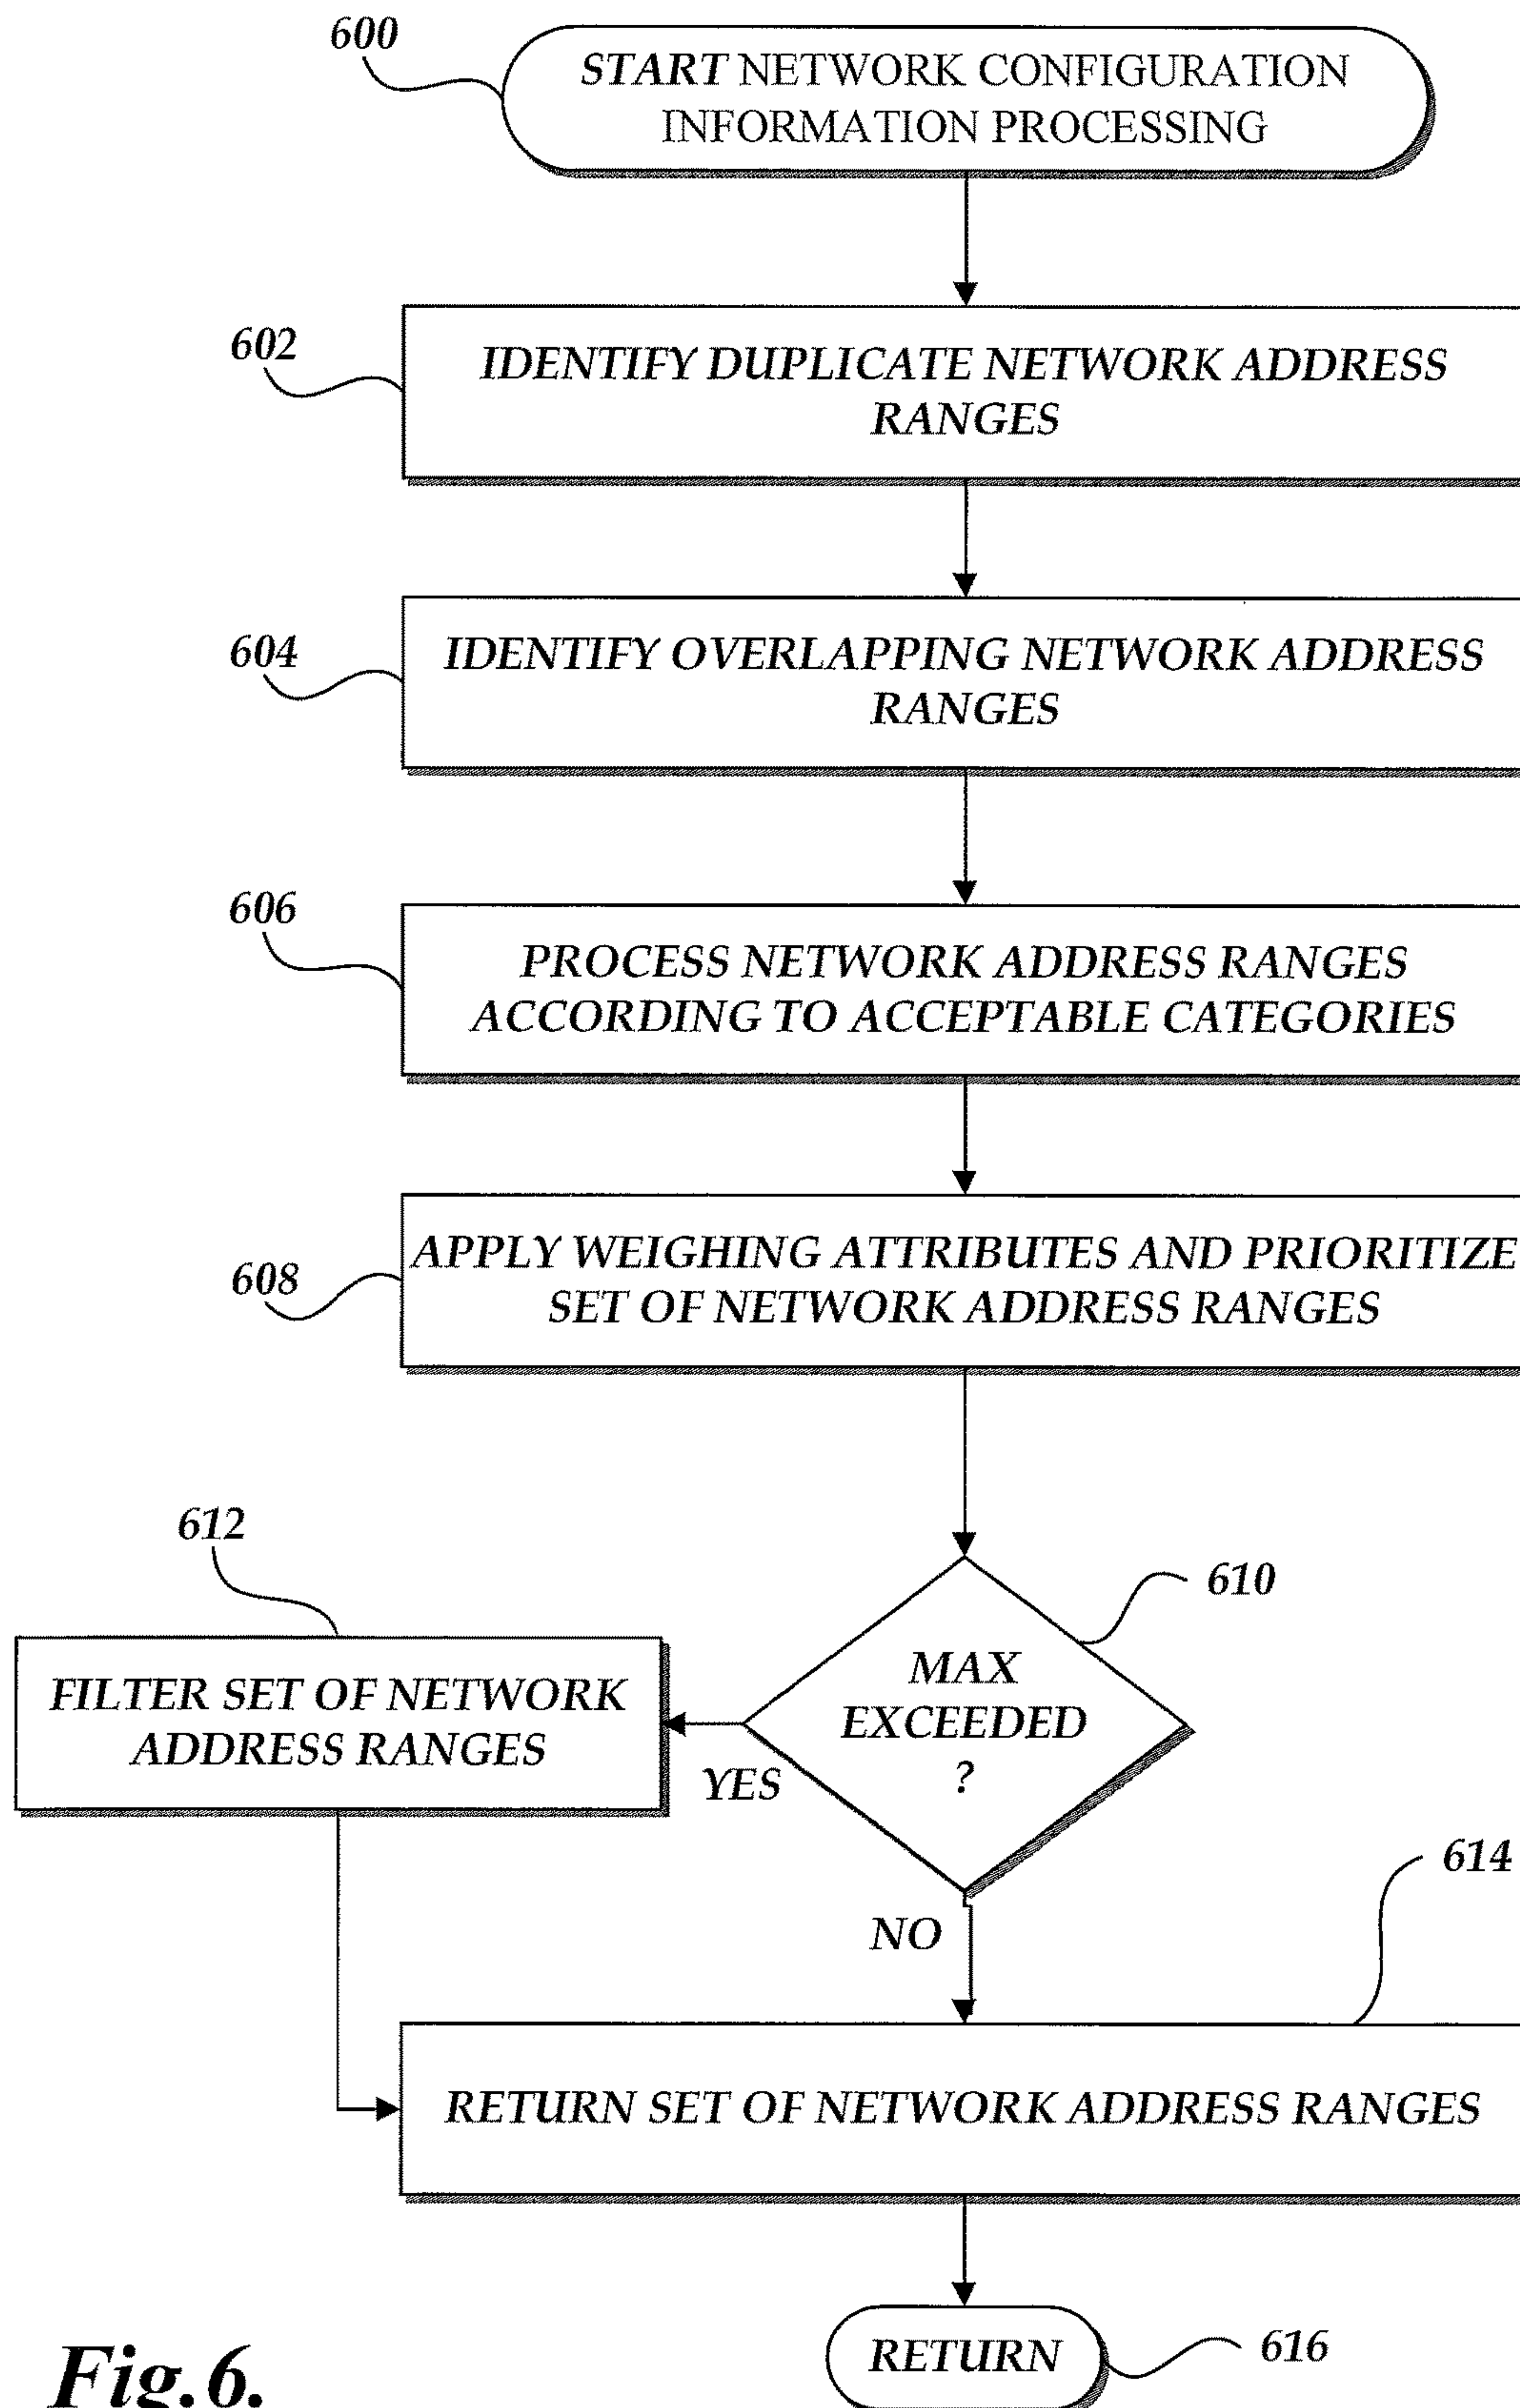 600
START NETWORK CONFIGURATION
INFORMATION PROCESSING
602
IDENTIFY DUPLICATE NETWORK ADDRESS
RANGES
604
IDENTIFY OVERLAPPING NETWORK ADDRESS
RANGES
606
PROCESS NETWORK ADDRESS RANGES
ACCORDING TO ACCEPTABLE CATEGORIES
608
APPLY WEIGHING ATTRIBUTES AND PRIORITIZE
SET OF NETWORK ADDRESS RANGES
612
610
FILTER SET OF NETWORK
ADDRESS RANGES
MAX
EXCEEDED
?
YES
NO
614
RETURN SET OF NETWORK ADDRESS RANGES
RETURN
616
Fig.6.